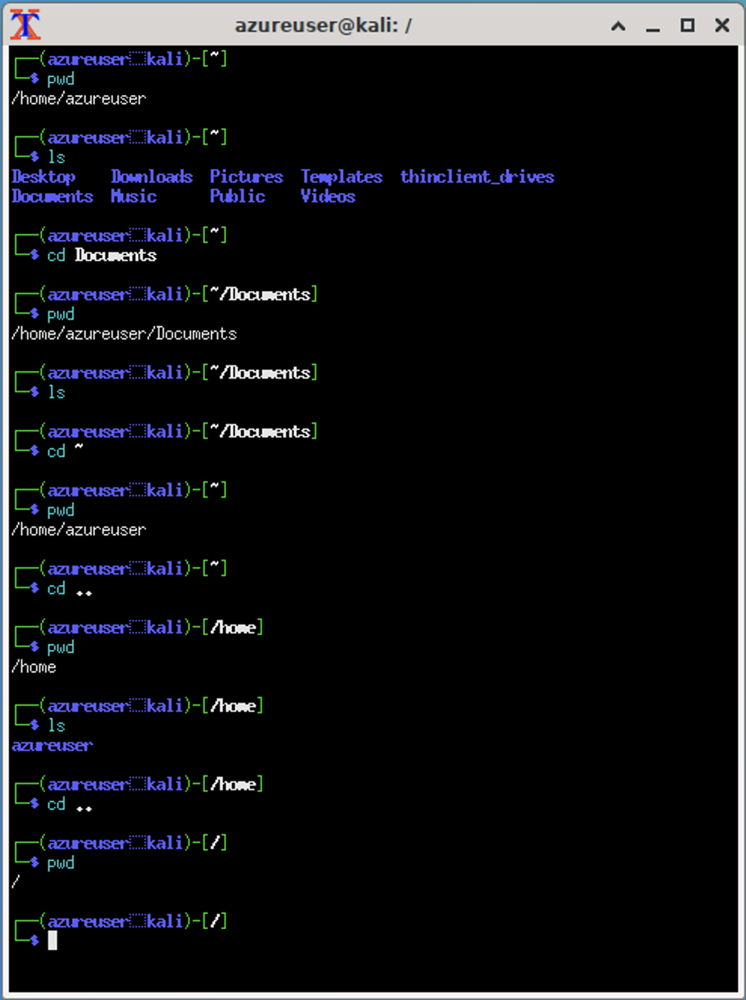 azureuser@kali: /
┌──(azureuser㉿kali)-[~]
└─$ pwd
/home/azureuser
┌──(azureuser㉿kali)-[~]
└─$ ls
Desktop Downloads Pictures Templates thinclient_drives
Documents Music Public Videos
┌──(azureuser㉿kali)-[~]
└─$ cd Documents
┌──(azureuser㉿kali)-[~/Documents]
└─$ pwd
/home/azureuser/Documents
┌──(azureuser㉿kali)-[~/Documents]
└─$ ls
┌──(azureuser㉿kali)-[~/Documents]
└─$ cd ~
┌──(azureuser㉿kali)-[~]
└─$ pwd
/home/azureuser
┌──(azureuser㉿kali)-[~]
└─$ cd ..
┌──(azureuser㉿kali)-[/home]
└─$ pwd
/home
┌──(azureuser㉿kali)-[/home]
└─$ ls
azureuser
┌──(azureuser㉿kali)-[/home]
└─$ cd ..
┌──(azureuser㉿kali)-[/]
└─$ pwd
/
┌──(azureuser㉿kali)-[/]
└─$